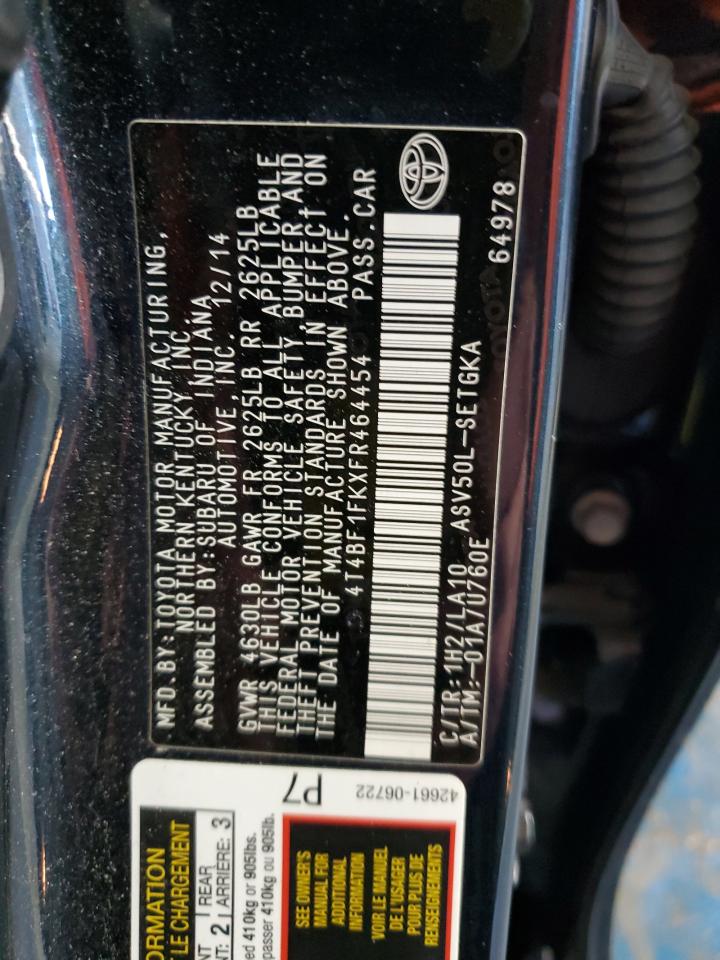 MFD.BY:TOYOTA MOTOR MANUFACTURING,
NORTHERN KENTUCKY INC.
ASSEMBLED BY:SUBARU OF INDIANA
AUTOMOTIVE,INC. 12/14
GVWR 4630LB GAWR FR 2625LB RR 2625LB
THIS VEHICLE CONFORMS TO ALL APPLICABLE
FEDERAL MOTOR VEHICLE SAFETY,BUMPER,AND
THEFT PREVENTION STANDARDS IN EFFECT ON
THE DATE OF MANUFACTURE SHOWN ABOVE.
4T4BF1FKXFR464454 PASS.CAR
C/TR:1H2/LA10 ASV50L-SETGKA
A/TM:-01A/U760E 64978
P7
42661-06722
ORMATION
T LE CHARGEMENT
NT REAR
NT: 2 ARRIÈRE: 3
ed 410kg or 905lbs.
passer 410kg ou 905lb.
SEE OWNER'S
MANUAL FOR
ADDITIONAL
INFORMATION
VOIR LE MANUEL
DE L'USAGER
POUR PLUS DE
RENSEIGNEMENTS